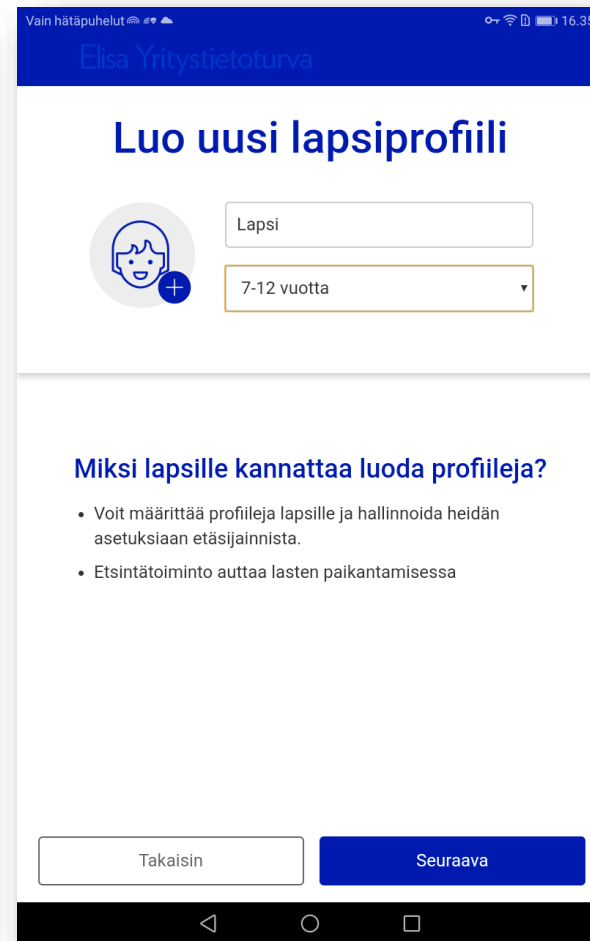 Vain hätäpuhelut
16.35
Elisa Yritystietoturva
Luo uusi lapsiprofiili
Lapsi
7-12 vuotta
Miksi lapsille kannattaa luoda profiileja?
• Voit määrittää profiileja lapsille ja hallinnoida heidän
asetuksiaan etäsijainnista.
• Etsintätoiminto auttaa lasten paikantamisessa
Takaisin
Seuraava